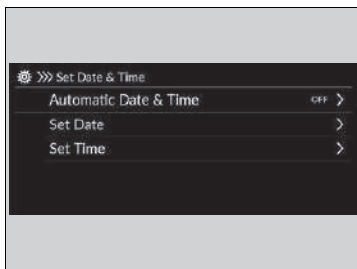 >>> Set Date & Time
Automatic Date & Time OFF >
Set Date >
Set Time >